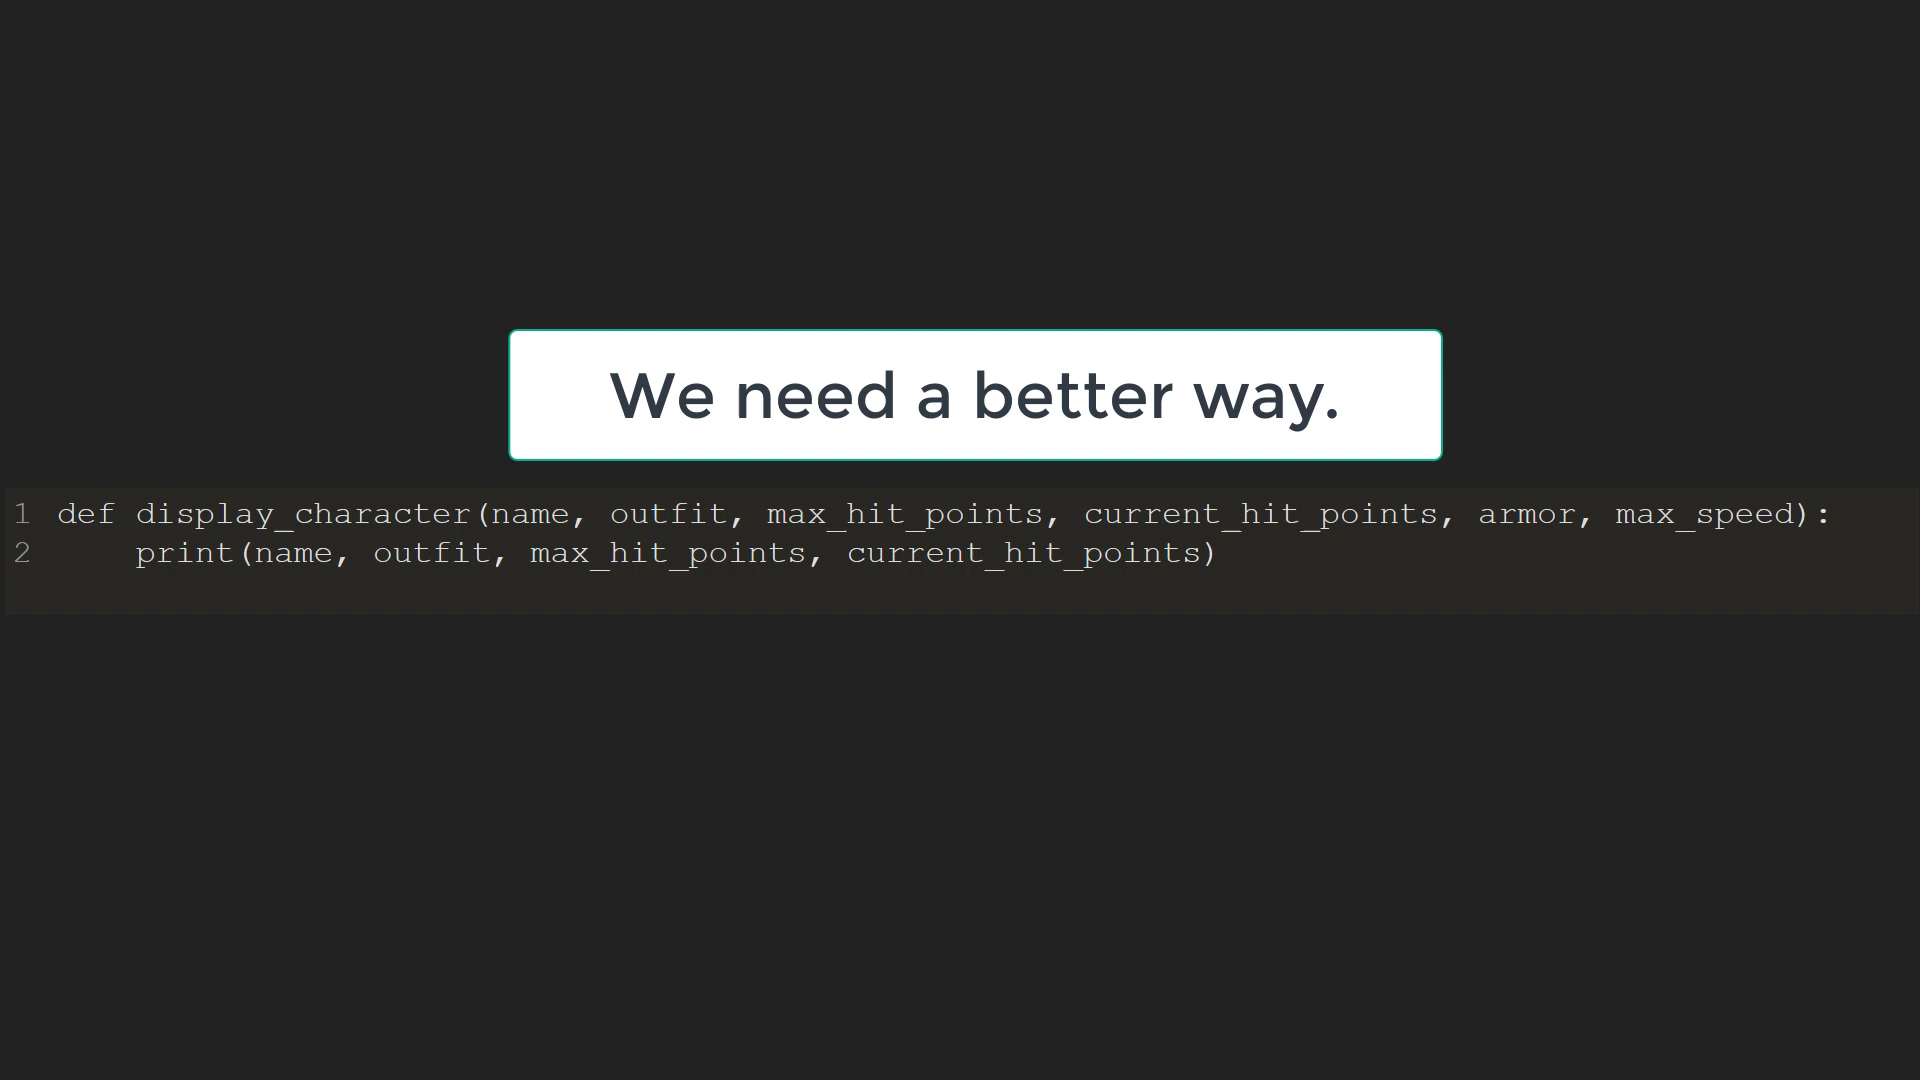 We need a better way.
1 def display_character(name, outfit, max_hit_points, current_hit_points, armor, max_speed):
2     print(name, outfit, max_hit_points, current_hit_points)